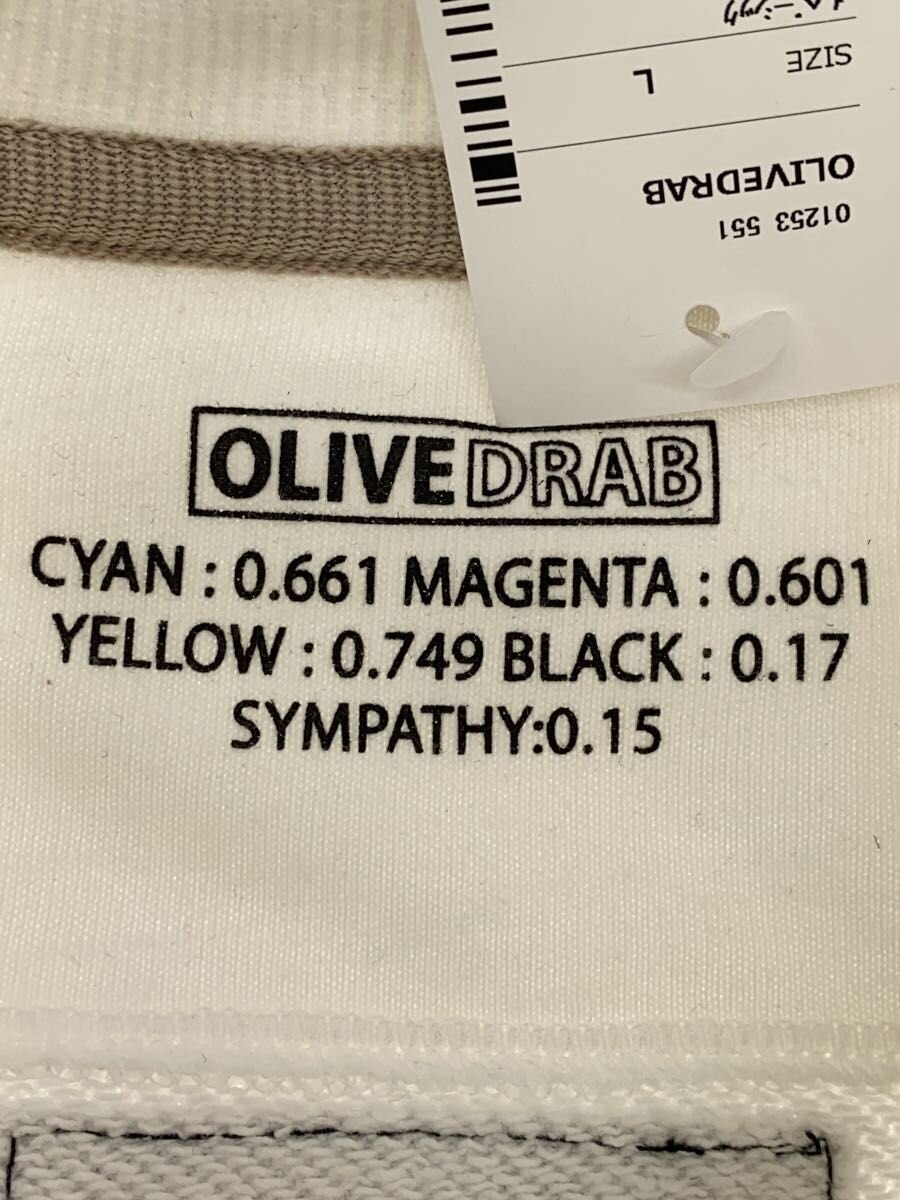 01253 551
OLIVEDRAB
SIZE L
OLIVEDRAB
CYAN : 0.661 MAGENTA : 0.601
YELLOW : 0.749 BLACK : 0.17
SYMPATHY:0.15